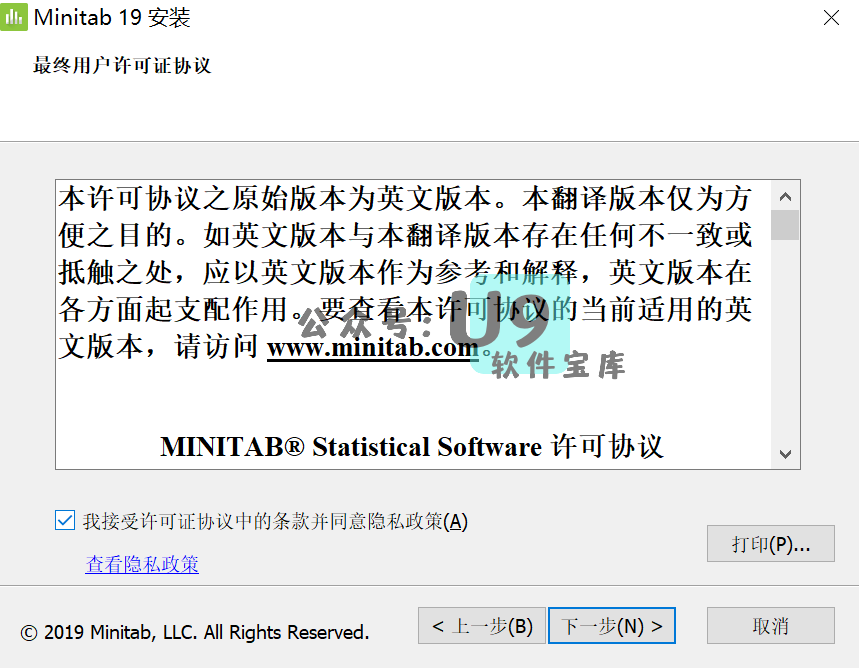 Minitab 19 安装
最终用户许可证协议
本许可协议之原始版本为英文版本。本翻译版本仅为方
便之目的。如英文版本与本翻译版本存在任何不一致或
抵触之处，应以英文版本作为参考和解释，英文版本在
各方面起支配作用。要查看本许可协议的当前适用的英
文版本，请访问 www.minitab.com。
公众号：U9
软件宝库
MINITAB® Statistical Software 许可协议
我接受许可证协议中的条款并同意隐私政策(A)
打印(P)...
查看隐私政策
© 2019 Minitab, LLC. All Rights Reserved.
< 上一步(B)
下一步(N) >
取消